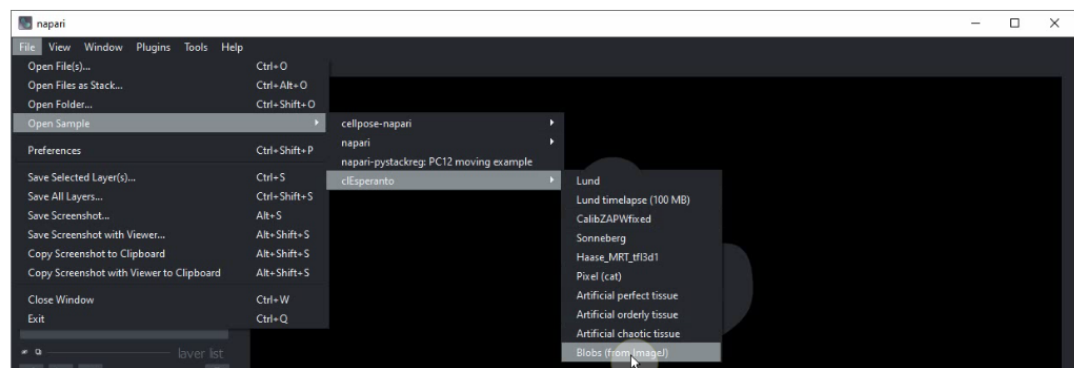 napari
File View Window Plugins Tools Help
Open File(s)... Ctrl+O
Open Files as Stack... Ctrl+Alt+O
Open Folder... Ctrl+Shift+O
Open Sample
Preferences Ctrl+Shift+P
Save Selected Layer(s)... Ctrl+S
Save All Layers... Ctrl+Shift+S
Save Screenshot... Alt+S
Save Screenshot with Viewer... Alt+Shift+S
Copy Screenshot to Clipboard Alt+Shift+S
Copy Screenshot with Viewer to Clipboard Alt+Shift+S
Close Window Ctrl+W
Exit Ctrl+Q
layer list
cellpose-napari
napari
napari-pystackreg: PC12 moving example
clEsperanto
Lund
Lund timelapse (100 MB)
CalibZAPWfixed
Sonneberg
Haase_MRT_tfl3d1
Pixel (cat)
Artificial perfect tissue
Artificial orderly tissue
Artificial chaotic tissue
Blobs (from ImageJ)